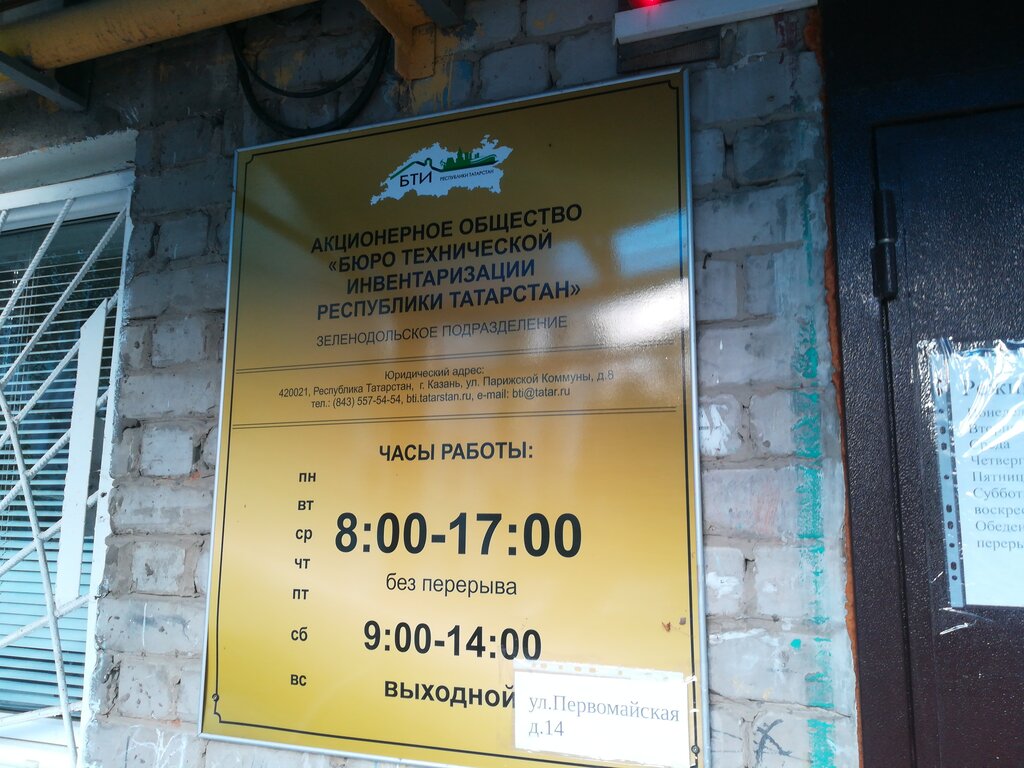 БТИ
РЕСПУБЛИКИ ТАТАРСТАН
АКЦИОНЕРНОЕ ОБЩЕСТВО
«БЮРО ТЕХНИЧЕСКОЙ
ИНВЕНТАРИЗАЦИИ
РЕСПУБЛИКИ ТАТАРСТАН»
ЗЕЛЕНОДОЛЬСКОЕ ПОДРАЗДЕЛЕНИЕ
Юридический адрес:
420021, Республика Татарстан, г. Казань, ул. Парижской Коммуны, д.8
тел.: (843) 557-54-54, bti.tatarstan.ru, e-mail: bti@tatar.ru
ЧАСЫ РАБОТЫ:
пн
вт
ср 8:00-17:00
чт
без перерыва
пт
сб 9:00-14:00
вс выходной
ул.Первомайская
д.14
Среда